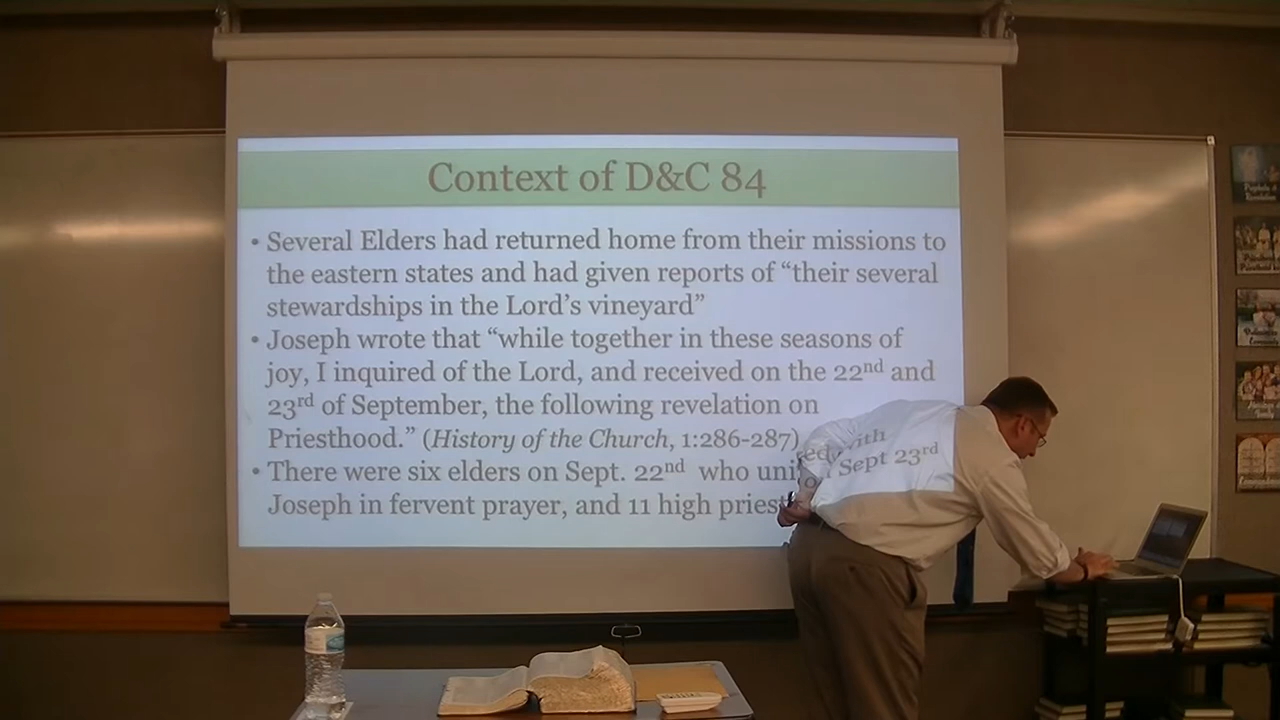 Context of D&C 84
• Several Elders had returned home from their missions to
the eastern states and had given reports of “their several
stewardships in the Lord’s vineyard”
• Joseph wrote that “while together in these seasons of
joy, I inquired of the Lord, and received on the 22nd and
23rd of September, the following revelation on
Priesthood.” (History of the Church, 1:286-287)
• There were six elders on Sept. 22nd who united with
Joseph in fervent prayer, and 11 high priest on Sept 23rd